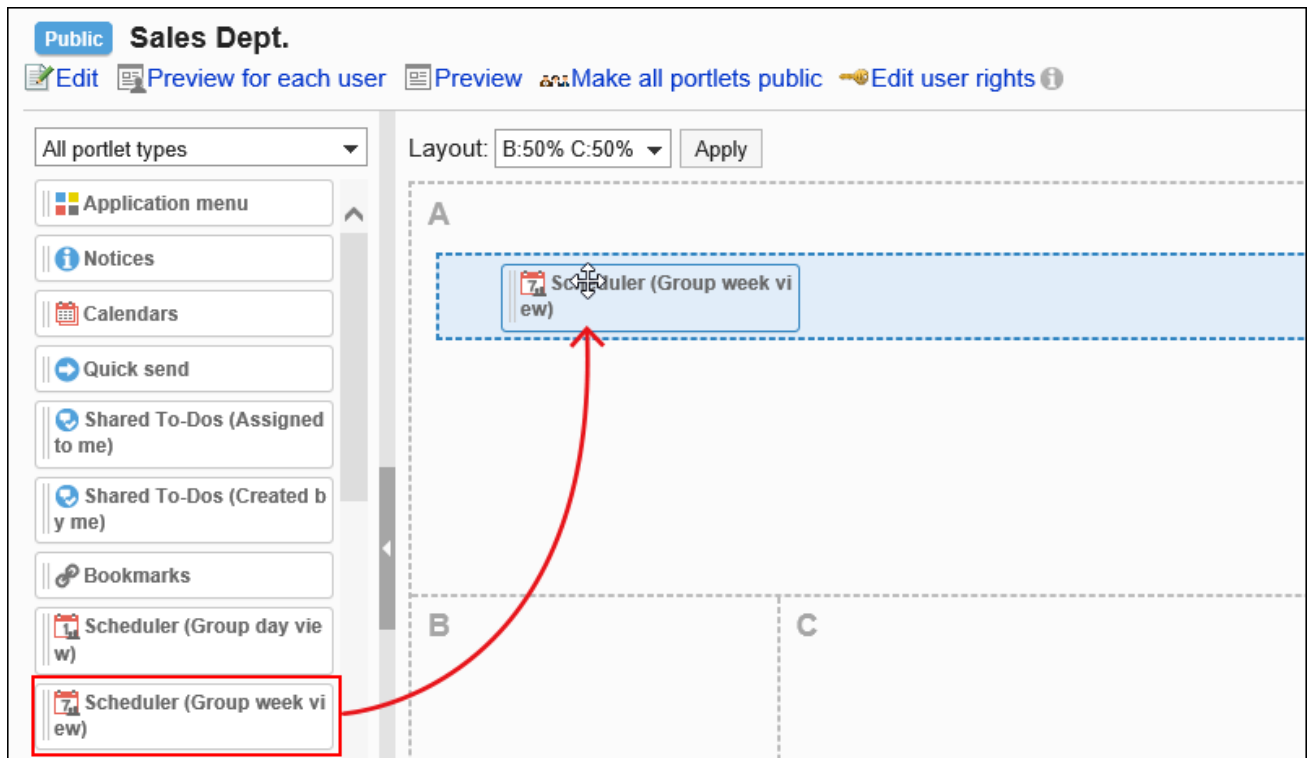 Public Sales Dept.
Edit Preview for each user Preview Make all portlets public Edit user rights
All portlet types
Layout: B:50% C:50% Apply
Application menu
Notices
Calendars
Quick send
Shared To-Dos (Assigned
to me)
Shared To-Dos (Created b
y me)
Bookmarks
Scheduler (Group day vie
w)
Scheduler (Group week vi
ew)
A
Scheduler (Group week vi
ew)
B
C